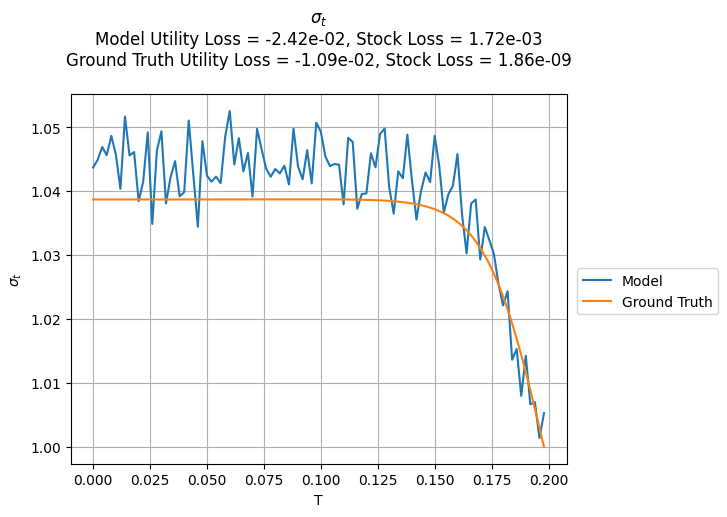 σₜ
Model Utility Loss = -2.42e-02, Stock Loss = 1.72e-03
Ground Truth Utility Loss = -1.09e-02, Stock Loss = 1.86e-09
1.05
1.04
1.03
1.02
1.01
1.00
σₜ
0.000 0.025 0.050 0.075 0.100 0.125 0.150 0.175 0.200
T
Model
Ground Truth